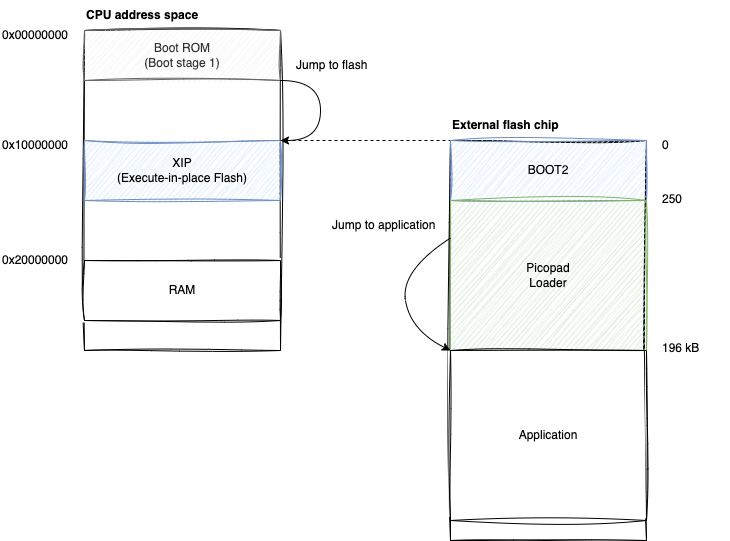 CPU address space
0x00000000
Boot ROM
(Boot stage 1)
Jump to flash
External flash chip
0x10000000
0
XIP
(Execute-in-place Flash)
BOOT2
250
Jump to application
0x20000000
Picopad
Loader
RAM
196 kB
Application